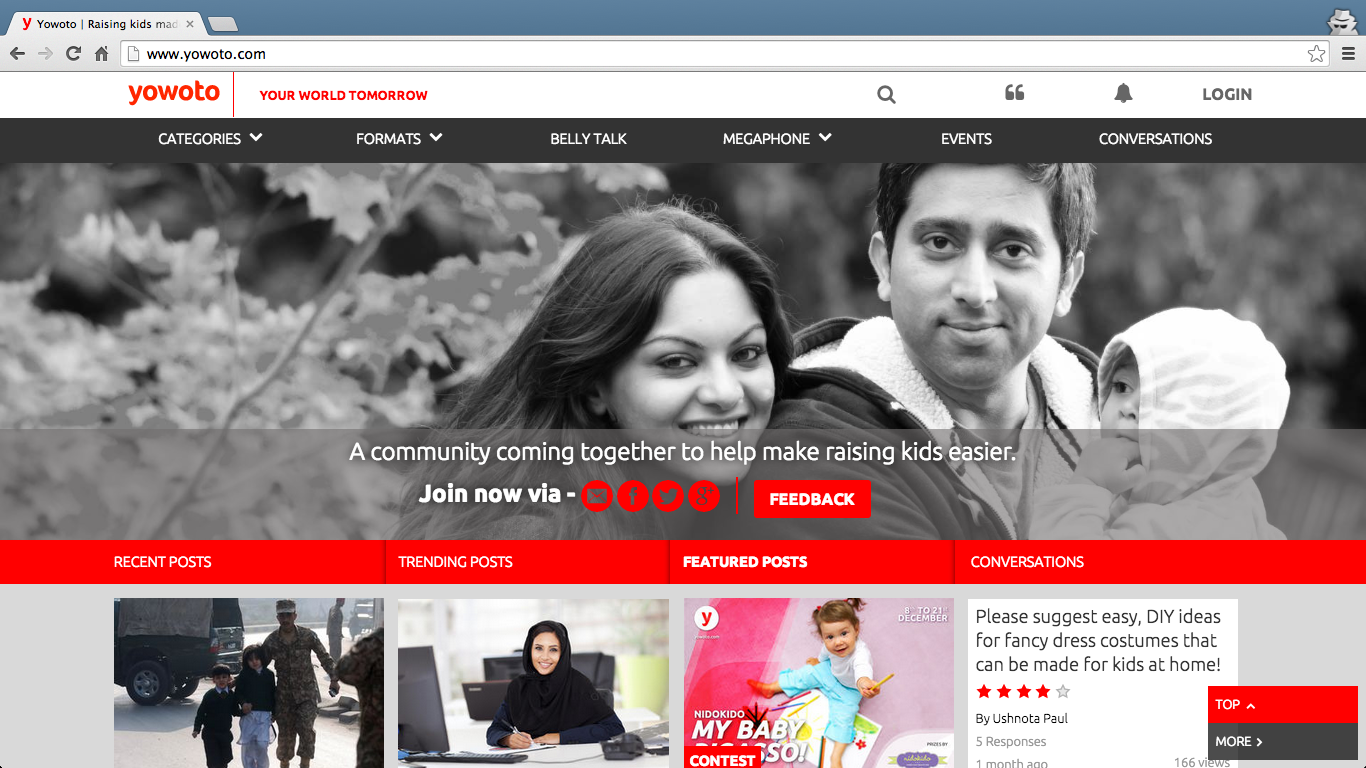 Yowoto | Raising kids mad
www.yowoto.com
yowoto
YOUR WORLD TOMORROW
LOGIN
CATEGORIES
FORMATS
BELLY TALK
MEGAPHONE
EVENTS
CONVERSATIONS
A community coming together to help make raising kids easier.
Join now via -
FEEDBACK
RECENT POSTS
TRENDING POSTS
FEATURED POSTS
CONVERSATIONS
y
yowoto.com
8th TO 21st
DECEMBER
NIDOKIDO
MY BABY
PICASSO!
CONTEST
PRIZES BY
nidokido
Please suggest easy, DIY ideas
for fancy dress costumes that
can be made for kids at home!
By Ushnota Paul
5 Responses
1 month ago
166 views
TOP
MORE